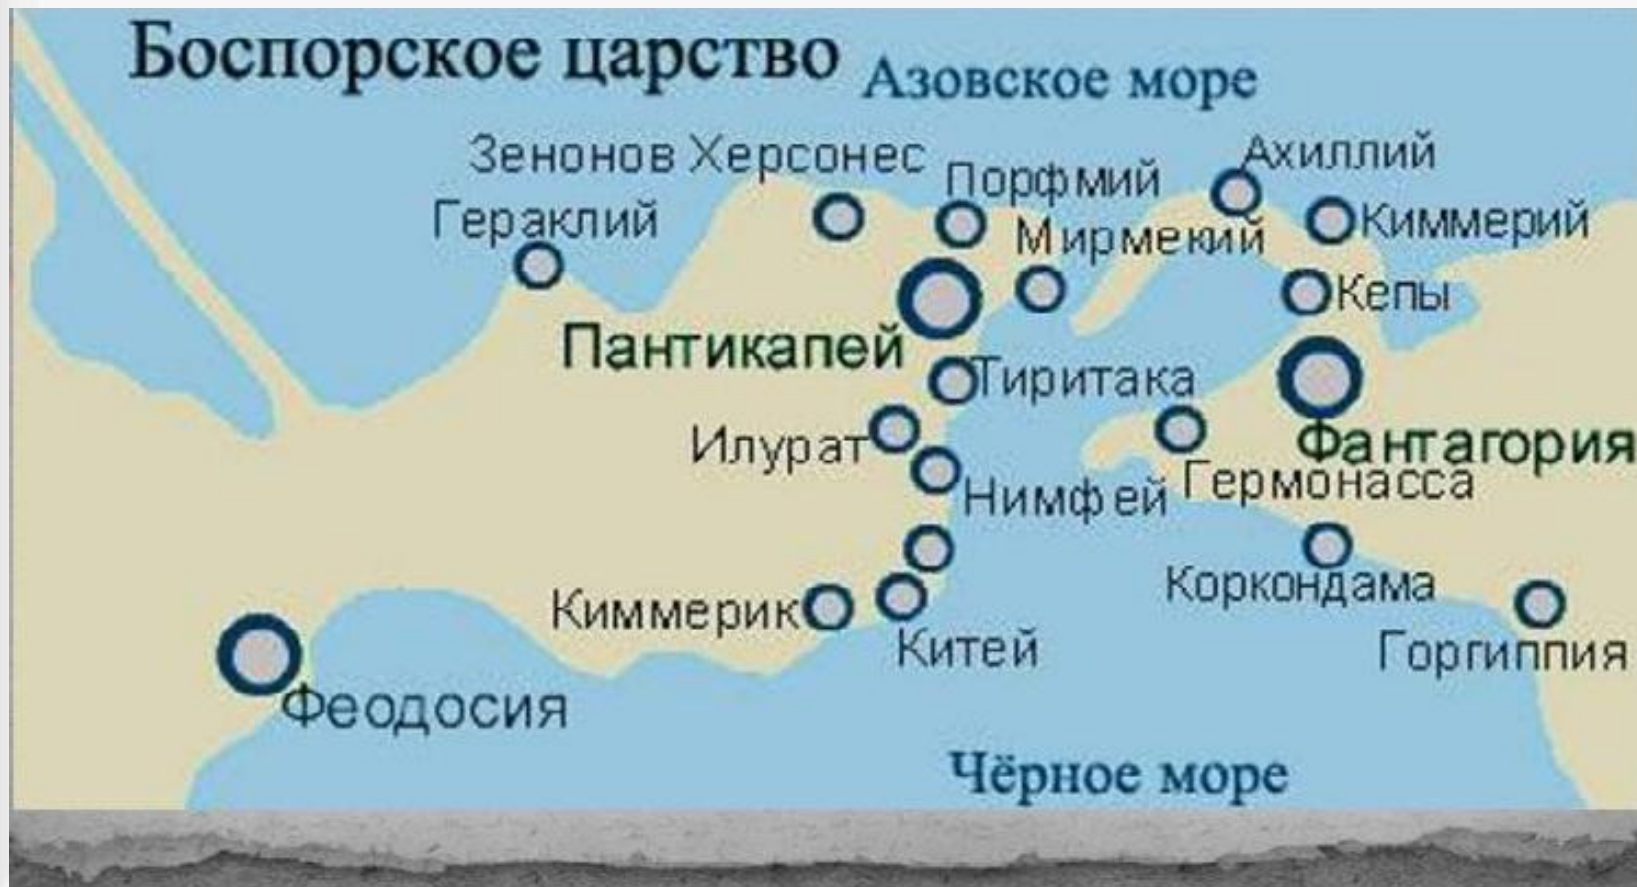 Боспорское царство
Азовское море
Зенонов Херсонес
Ахиллий
Порфмий
Гераклий
Мирмекий
Киммерий
Кепы
Пантикапей
Тиритака
Илурат
Фантагория
Нимфей
Гермонасса
Коркондама
Киммерик
Китей
Горгиппия
Феодосия
Чёрное море